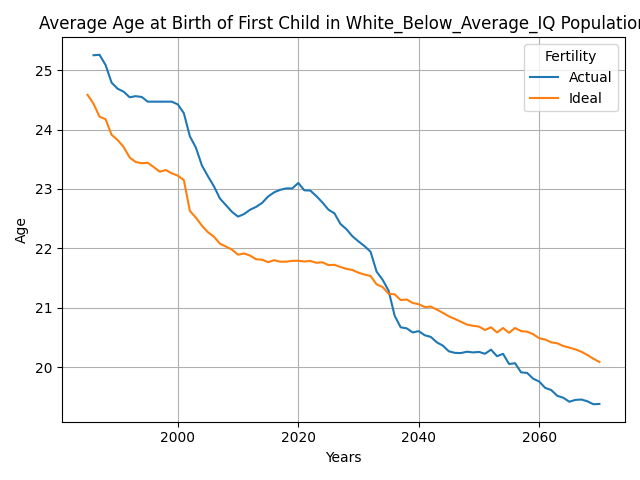 Average Age at Birth of First Child in White_Below_Average_IQ Population
Fertility
Actual
Ideal
25
24
23
22
21
20
Age
2000 2020 2040 2060
Years